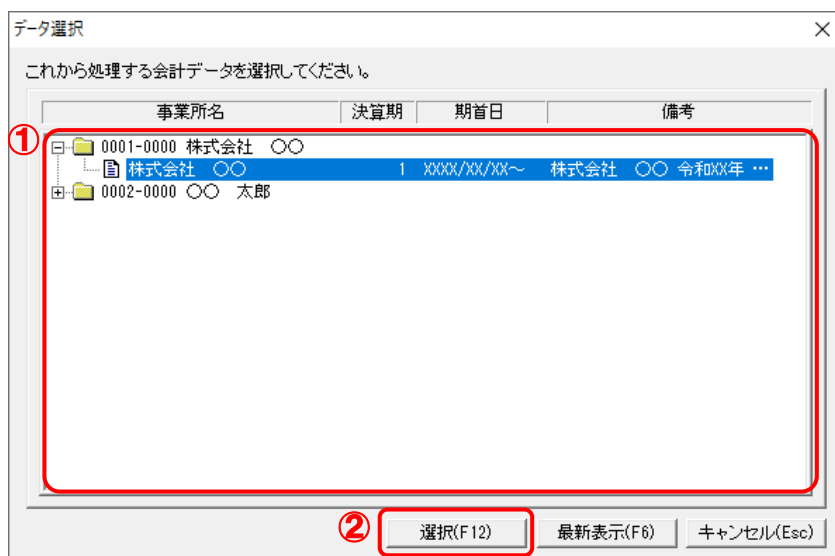 データ選択
これから処理する会計データを選択してください。
事業所名 決算期 期首日 備考
①
0001-0000 株式会社 〇〇
株式会社 〇〇 1 XXXX/XX/XX～ 株式会社 〇〇 令和XX年 …
0002-0000 〇〇 太郎
② 選択(F12) 最新表示(F6) キャンセル(Esc)